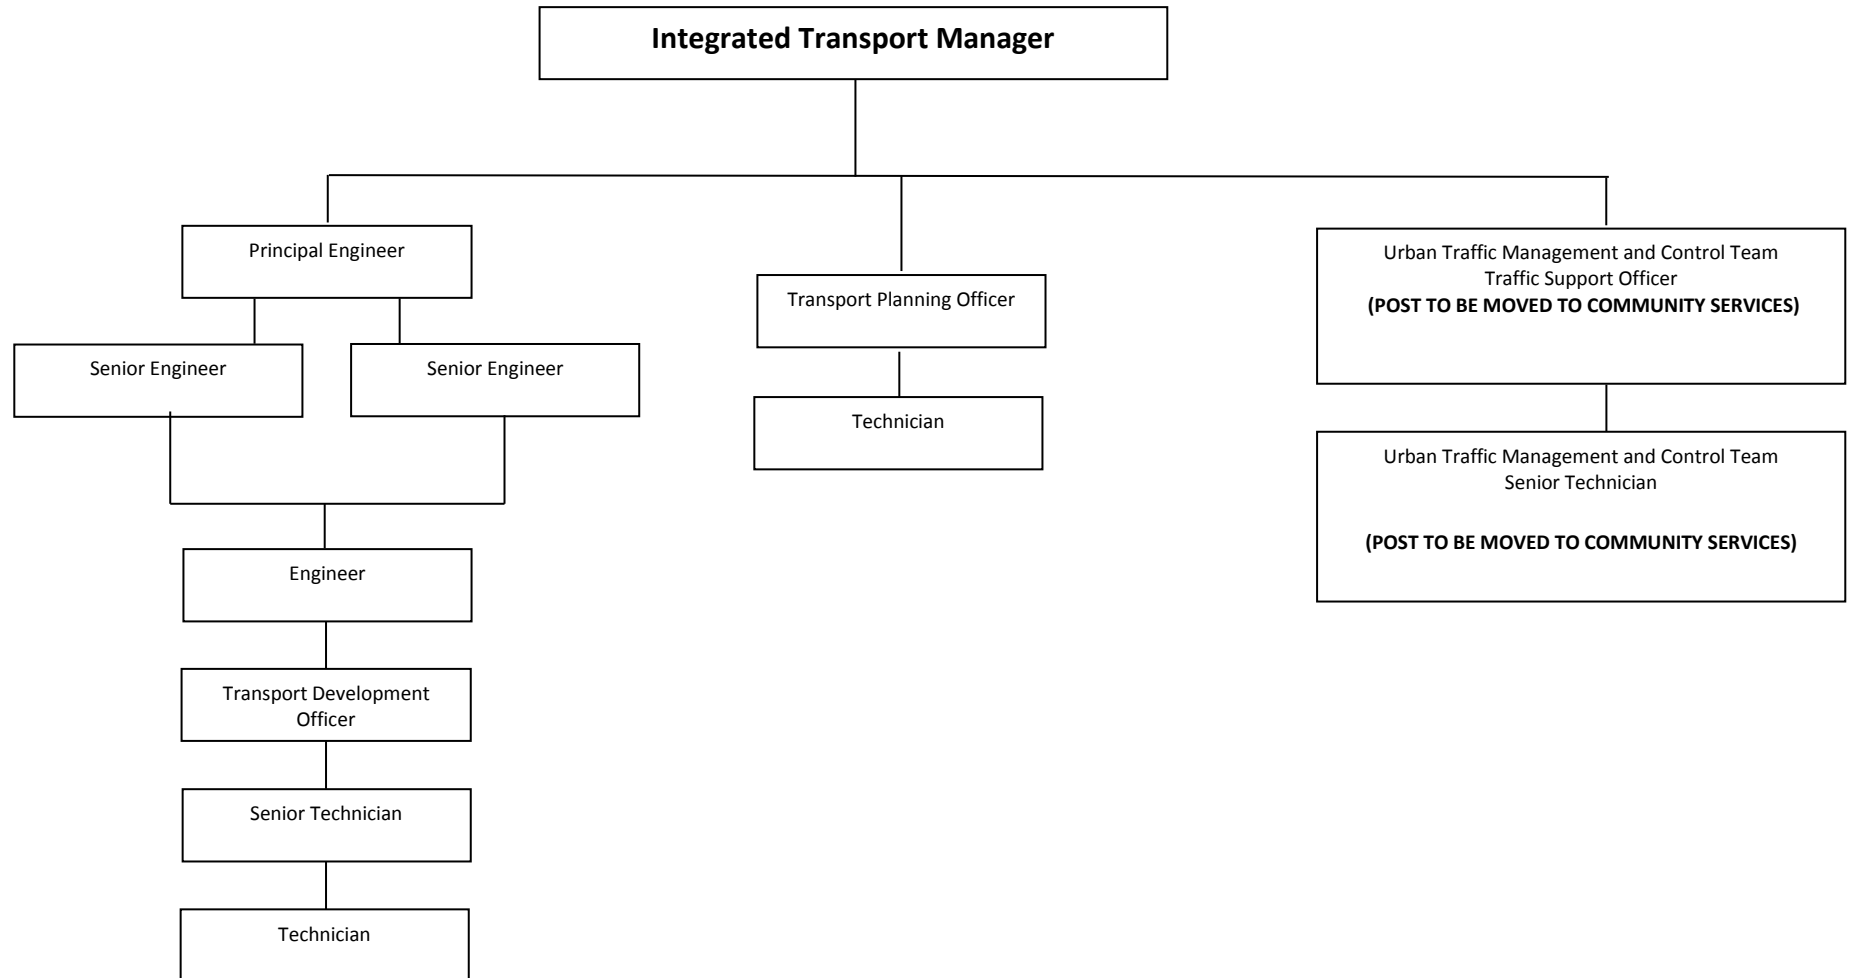 Integrated Transport Manager
Principal Engineer
Transport Planning Officer
Urban Traffic Management and Control Team
Traffic Support Officer
(POST TO BE MOVED TO COMMUNITY SERVICES)
Senior Engineer
Senior Engineer
Technician
Urban Traffic Management and Control Team
Senior Technician
(POST TO BE MOVED TO COMMUNITY SERVICES)
Engineer
Transport Development
Officer
Senior Technician
Technician